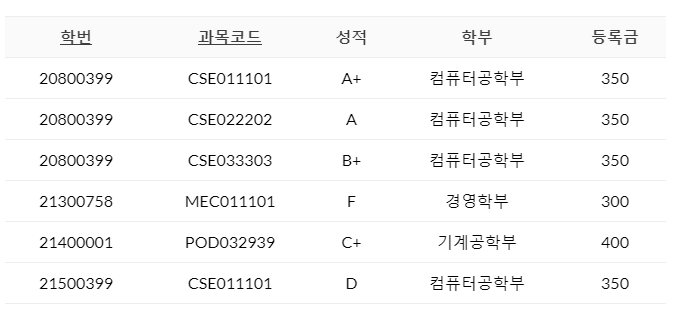 학번 과목코드 성적 학부 등록금
20800399 CSE011101 A+ 컴퓨터공학부 350
20800399 CSE022202 A 컴퓨터공학부 350
20800399 CSE033303 B+ 컴퓨터공학부 350
21300758 MEC011101 F 경영학부 300
21400001 POD032939 C+ 기계공학부 400
21500399 CSE011101 D 컴퓨터공학부 350